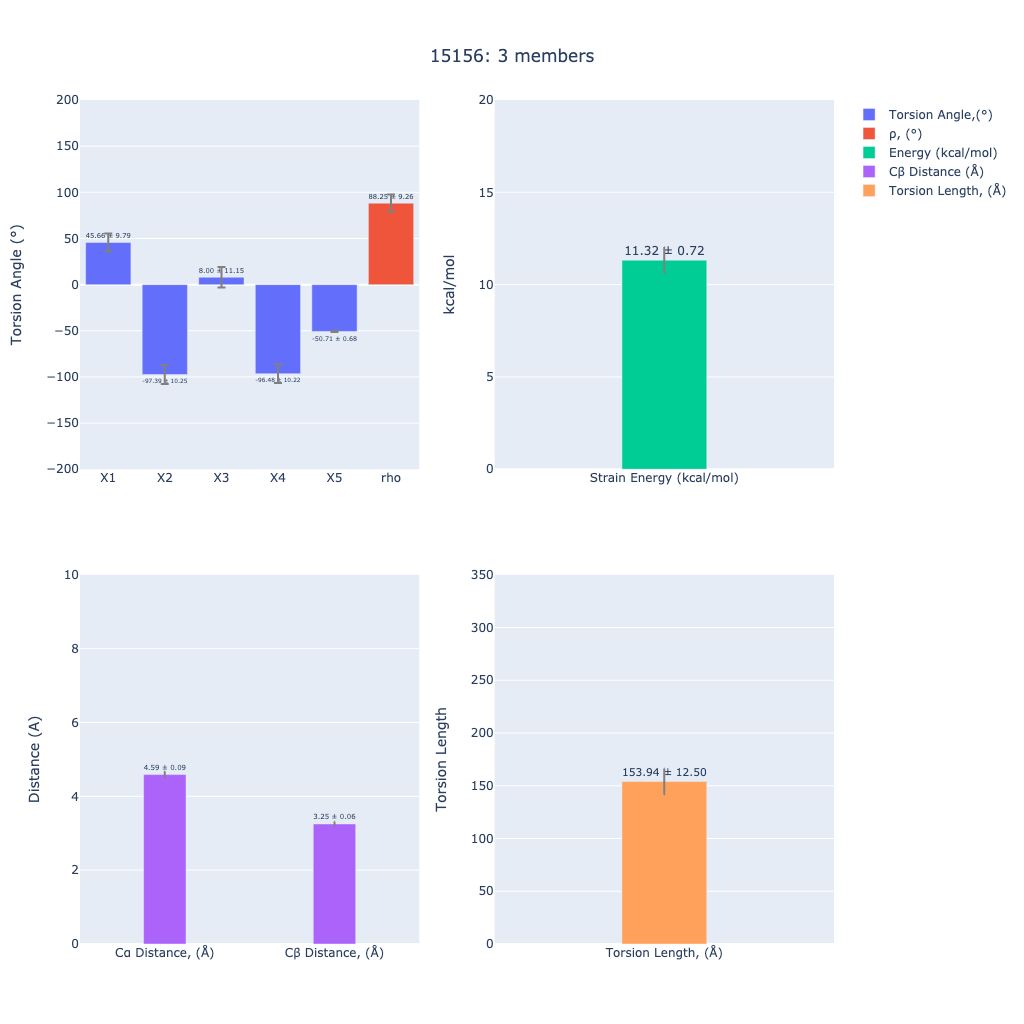 15156: 3 members
200
150
100
50
0
−50
−100
−150
−200
Torsion Angle (°)
45.66 ± 9.79
-97.39 ± 10.25
8.00 ± 11.15
-96.48 ± 10.22
-50.71 ± 0.68
88.25 ± 9.26
X1
X2
X3
X4
X5
rho
20
15
10
5
0
kcal/mol
11.32 ± 0.72
Strain Energy (kcal/mol)
Torsion Angle,(°)
ρ, (°)
Energy (kcal/mol)
Cβ Distance (Å)
Torsion Length, (Å)
10
8
6
4
2
0
Distance (A)
4.59 ± 0.09
3.25 ± 0.06
Cα Distance, (Å)
Cβ Distance, (Å)
350
300
250
200
150
100
50
0
Torsion Length
153.94 ± 12.50
Torsion Length, (Å)